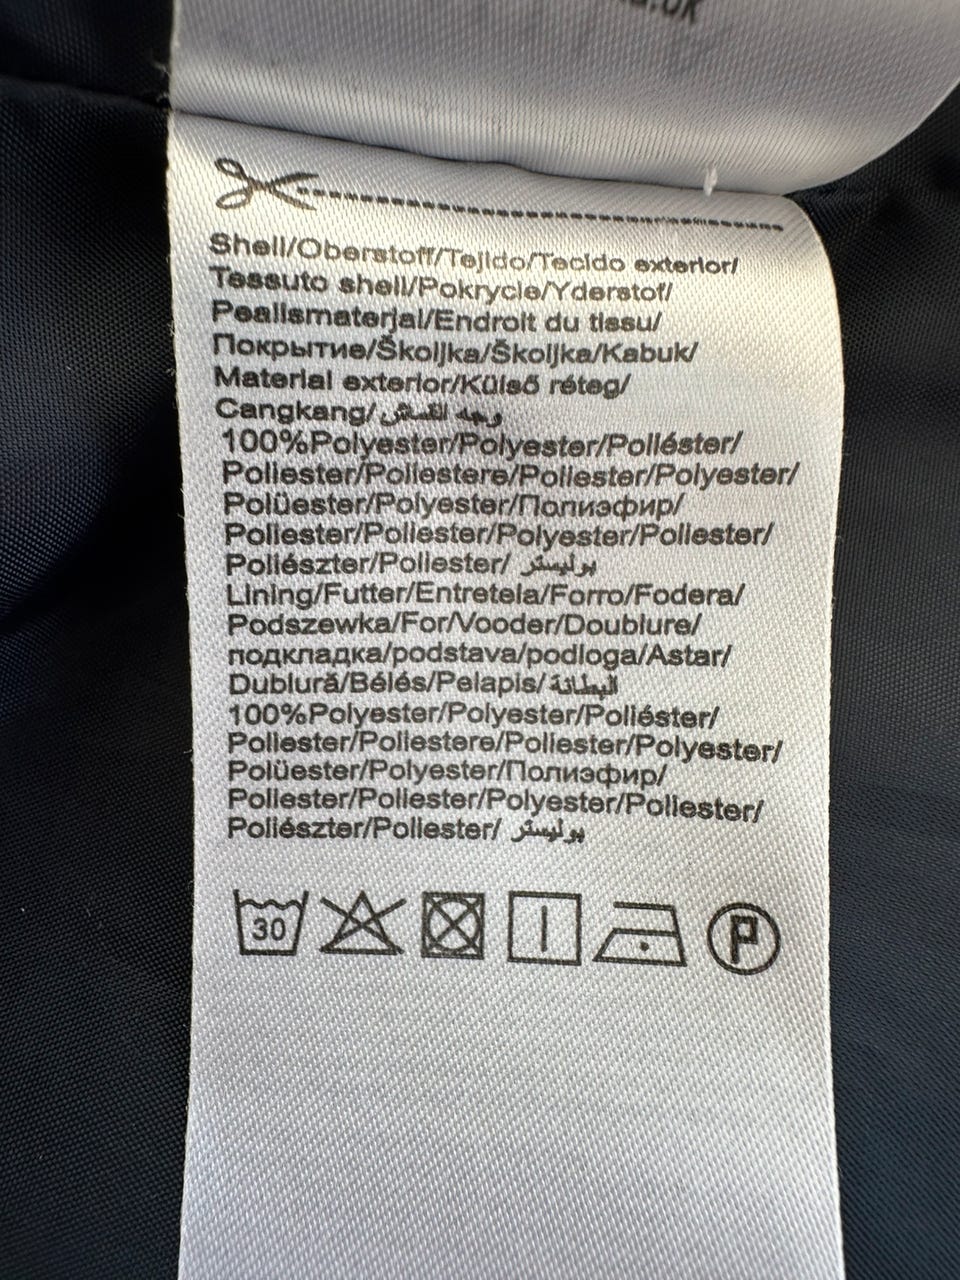 Shell/Oberstoff/Tejido/Tecido exterior/
Tessuto shell/Pokrycie/Yderstof/
Pealismaterjal/Endroit du tissu/
Покрытие/Školjka/Školjka/Kabuk/
Material exterior/Külső réteg/
Cangkang/وجه القماش
100%Polyester/Polyester/Poliéster/
Poliester/Poliestere/Poliester/Polyester/
Polüester/Polyester/Полиэфир/
Poliester/Poliester/Polyester/Poliester/
Poliészter/Poliester/ بوليستر
Lining/Futter/Entretela/Forro/Fodera/
Podszewka/For/Vooder/Doublure/
подкладка/podstava/podloga/Astar/
Dublură/Bélés/Pelapis/البطانة
100%Polyester/Polyester/Poliéster/
Poliester/Poliestere/Poliester/Polyester/
Polüester/Polyester/Полиэфир/
Poliester/Poliester/Polyester/Poliester/
Poliészter/Poliester/ بوليستر
30 P